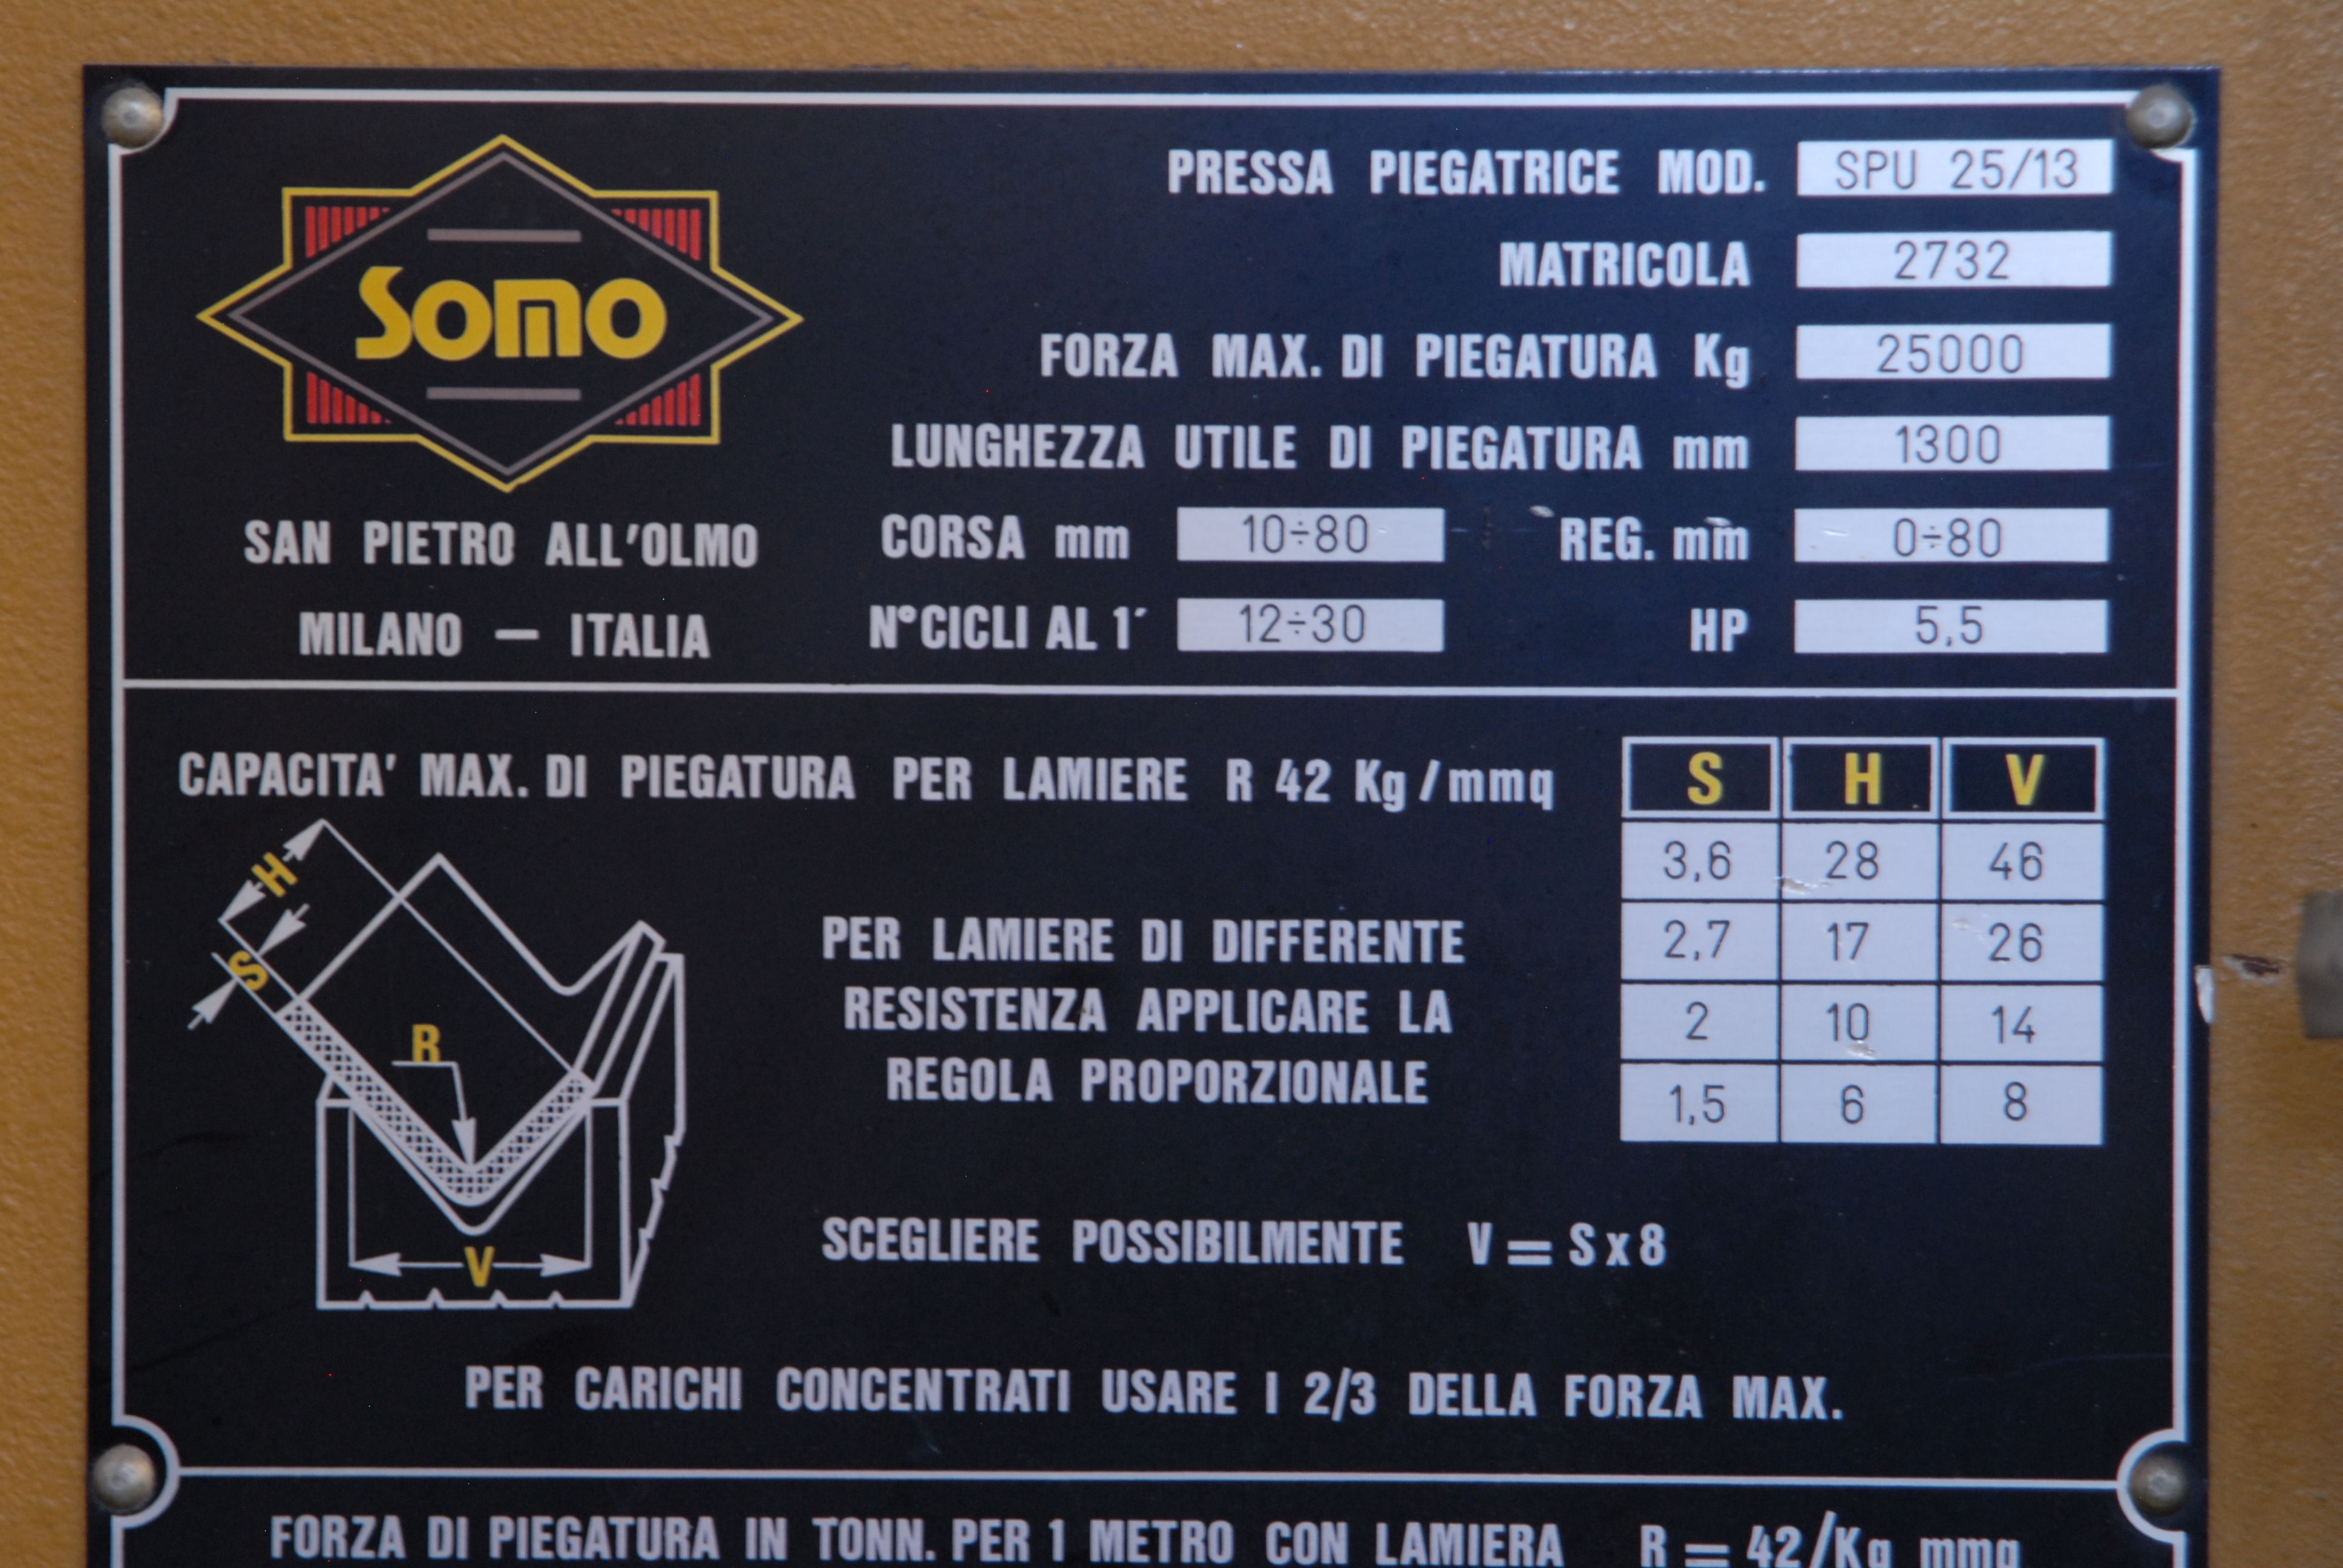 SOMO
SAN PIETRO ALL'OLMO
MILANO – ITALIA
PRESSA PIEGATRICE MOD. SPU 25/13
MATRICOLA 2732
FORZA MAX. DI PIEGATURA Kg 25000
LUNGHEZZA UTILE DI PIEGATURA mm 1300
CORSA mm 10÷80 REG. mm 0÷80
N° CICLI AL 1' 12÷30 HP 5,5
CAPACITA' MAX. DI PIEGATURA PER LAMIERE R 42 Kg/mmq
H
S
R
V
PER LAMIERE DI DIFFERENTE
RESISTENZA APPLICARE LA
REGOLA PROPORZIONALE
S H V
3,6 28 46
2,7 17 26
2 10 14
1,5 6 8
SCEGLIERE POSSIBILMENTE V = S x 8
PER CARICHI CONCENTRATI USARE I 2/3 DELLA FORZA MAX.
FORZA DI PIEGATURA IN TONN. PER 1 METRO CON LAMIERA R = 42/Kg mmq